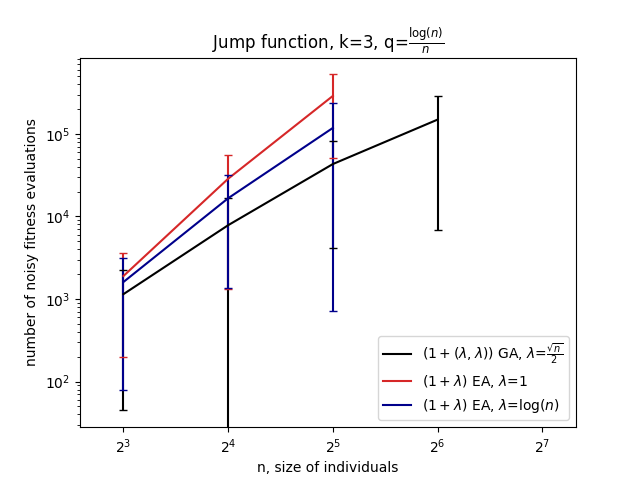 Jump function, k=3, q=log(n)/n
number of noisy fitness evaluations
10^5
10^4
10^3
10^2
(1 + (λ, λ)) GA, λ=√n/2
(1 + λ) EA, λ=1
(1 + λ) EA, λ=log(n)
2^3 2^4 2^5 2^6 2^7
n, size of individuals